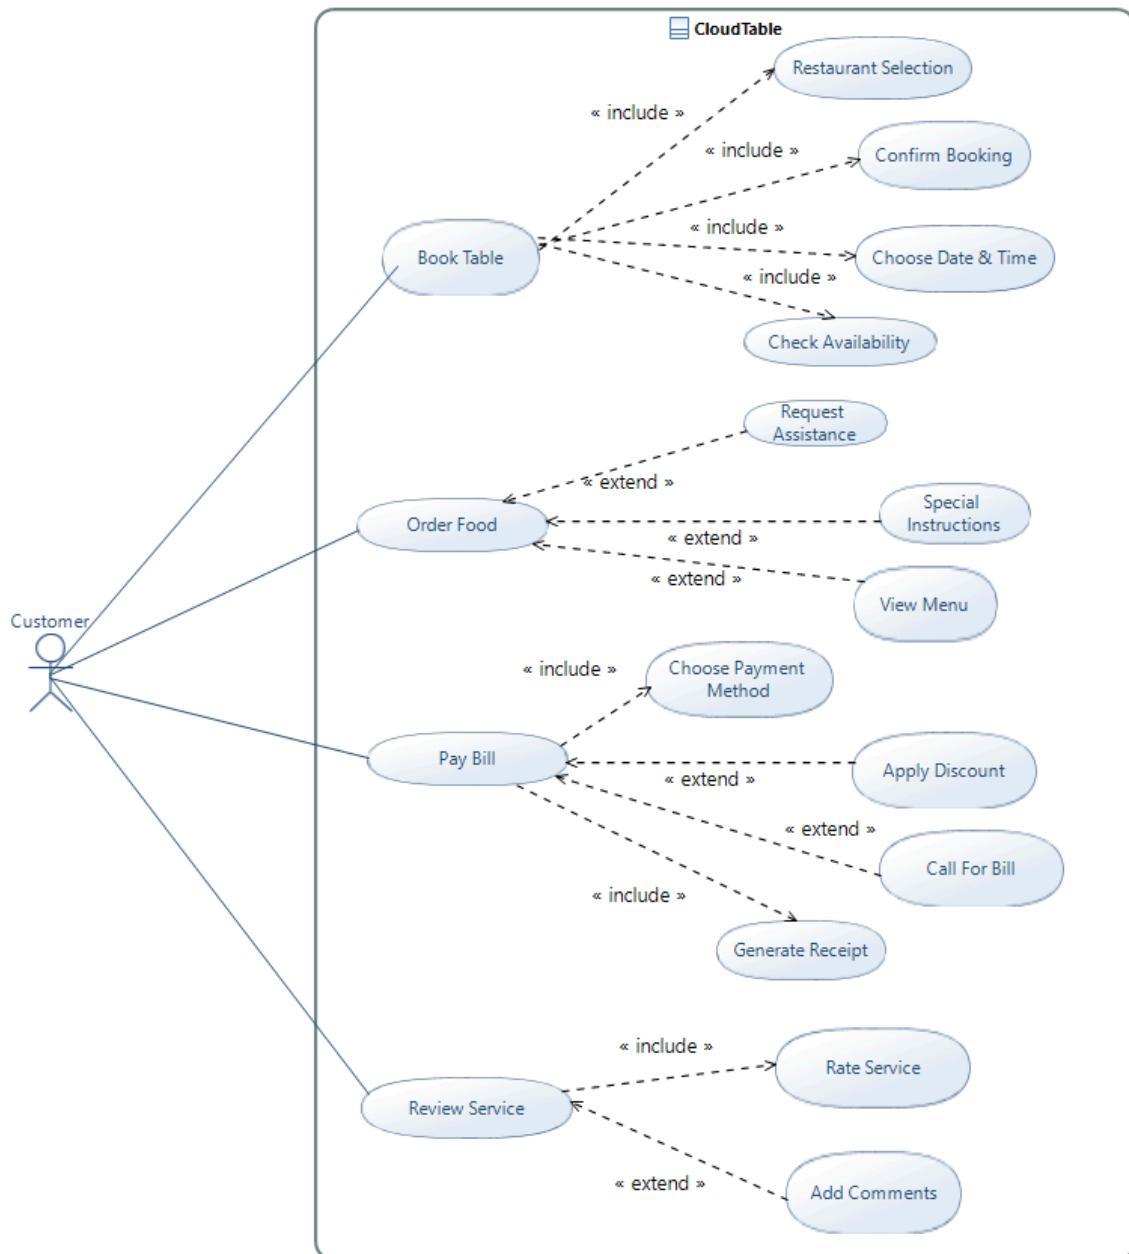 CloudTable
Restaurant Selection
« include »
Confirm Booking
« include »
« include »
Book Table
Choose Date & Time
« include »
Check Availability
Request
Assistance
« extend »
Order Food
Special
Instructions
« extend »
« extend »
View Menu
Customer
« include »
Choose Payment
Method
Pay Bill
Apply Discount
« extend »
« extend »
Call For Bill
« include »
Generate Receipt
« include »
Rate Service
Review Service
« extend »
Add Comments